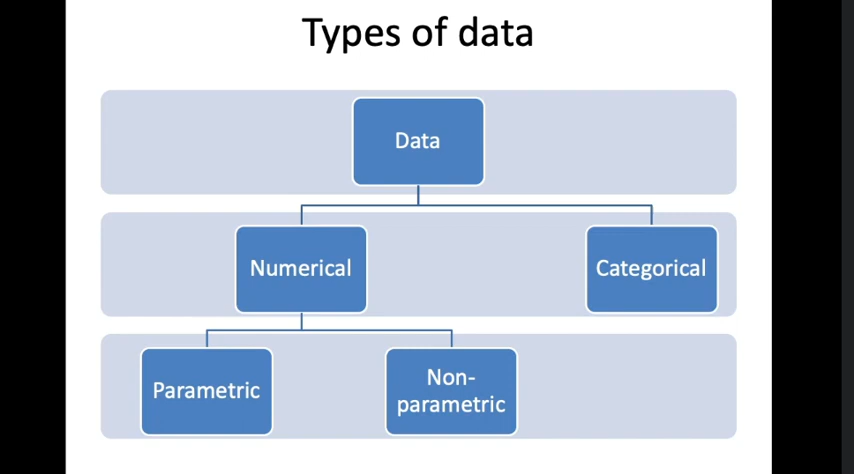 Types of data
Data
Numerical
Categorical
Parametric
Non-
parametric